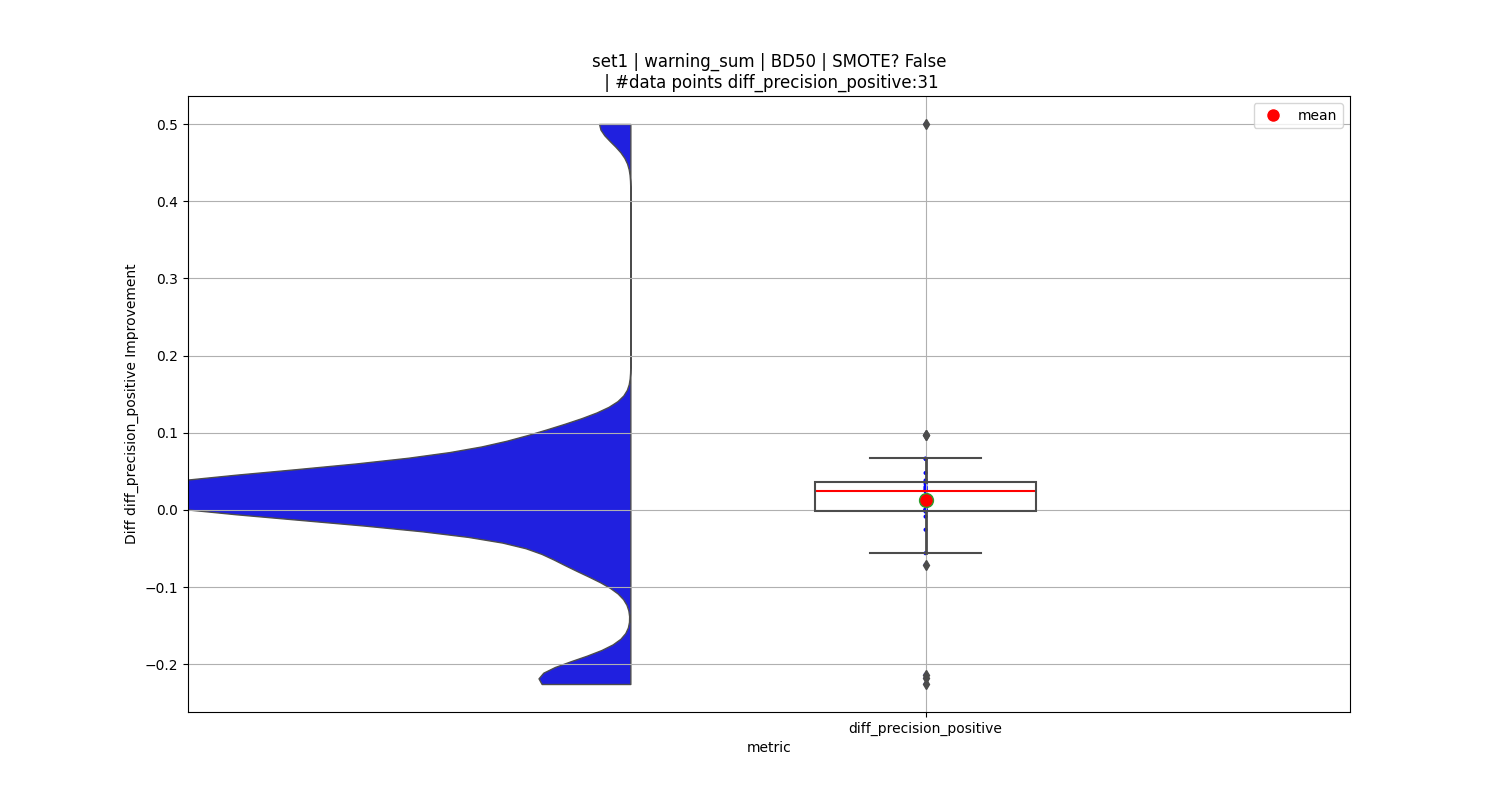 set1 | warning_sum | BD50 | SMOTE? False
| #data points diff_precision_positive:31
mean
0.5
0.4
0.3
0.2
0.1
0.0
−0.1
−0.2
Diff diff_precision_positive Improvement
diff_precision_positive
metric